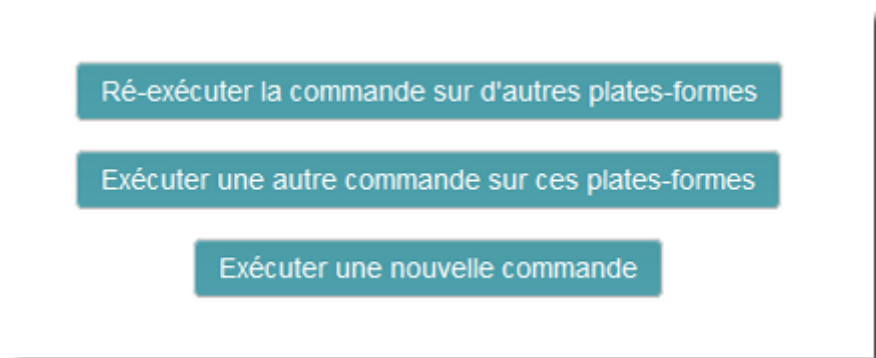 Ré-exécuter la commande sur d'autres plates-formes
Exécuter une autre commande sur ces plates-formes
Exécuter une nouvelle commande